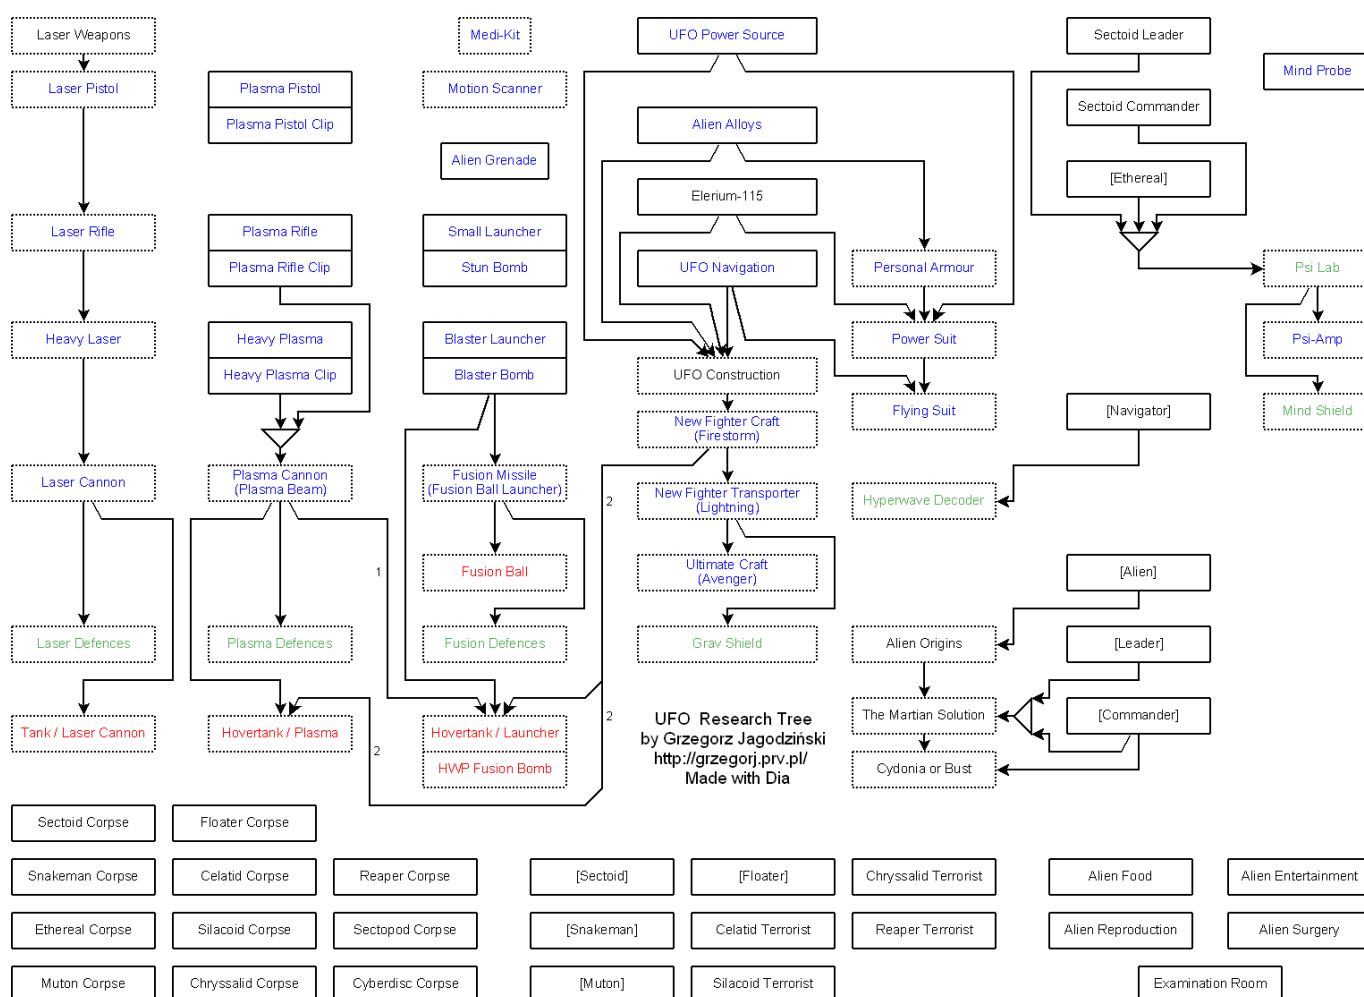 Laser Weapons
Medi-Kit
UFO Power Source
Sectoid Leader
Mind Probe
Laser Pistol
Plasma Pistol
Motion Scanner
Sectoid Commander
Plasma Pistol Clip
Alien Alloys
Alien Grenade
[Ethereal]
Elerium-115
Laser Rifle
Plasma Rifle
Small Launcher
Plasma Rifle Clip
Stun Bomb
UFO Navigation
Personal Armour
Psi Lab
Heavy Laser
Heavy Plasma
Blaster Launcher
Power Suit
Psi-Amp
Heavy Plasma Clip
Blaster Bomb
UFO Construction
Flying Suit
[Navigator]
Mind Shield
New Fighter Craft
(Firestorm)
Laser Cannon
Plasma Cannon
(Plasma Beam)
Fusion Missile
(Fusion Ball Launcher)
2
New Fighter Transporter
(Lightning)
Hyperwave Decoder
1
Fusion Ball
Ultimate Craft
(Avenger)
[Alien]
Laser Defences
Plasma Defences
Fusion Defences
Grav Shield
Alien Origins
[Leader]
2
The Martian Solution
[Commander]
Tank / Laser Cannon
Hovertank / Plasma
2
Hovertank / Launcher
HWP Fusion Bomb
UFO Research Tree
by Grzegorz Jagodziński
http://grzegorj.prv.pl/
Made with Dia
Cydonia or Bust
Sectoid Corpse
Floater Corpse
Snakeman Corpse
Celatid Corpse
Reaper Corpse
[Sectoid]
[Floater]
Chryssalid Terrorist
Alien Food
Alien Entertainment
Ethereal Corpse
Silacoid Corpse
Sectopod Corpse
[Snakeman]
Celatid Terrorist
Reaper Terrorist
Alien Reproduction
Alien Surgery
Muton Corpse
Chryssalid Corpse
Cyberdisc Corpse
[Muton]
Silacoid Terrorist
Examination Room